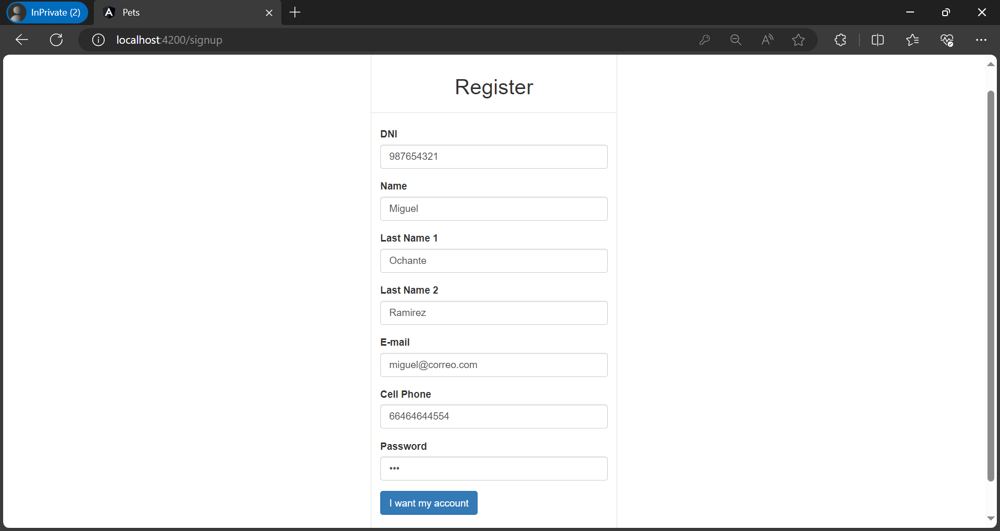 InPrivate (2)
Pets
localhost:4200/signup
Register
DNI
987654321
Name
Miguel
Last Name 1
Ochante
Last Name 2
Ramirez
E-mail
miguel@correo.com
Cell Phone
66464644554
Password
•••
I want my account